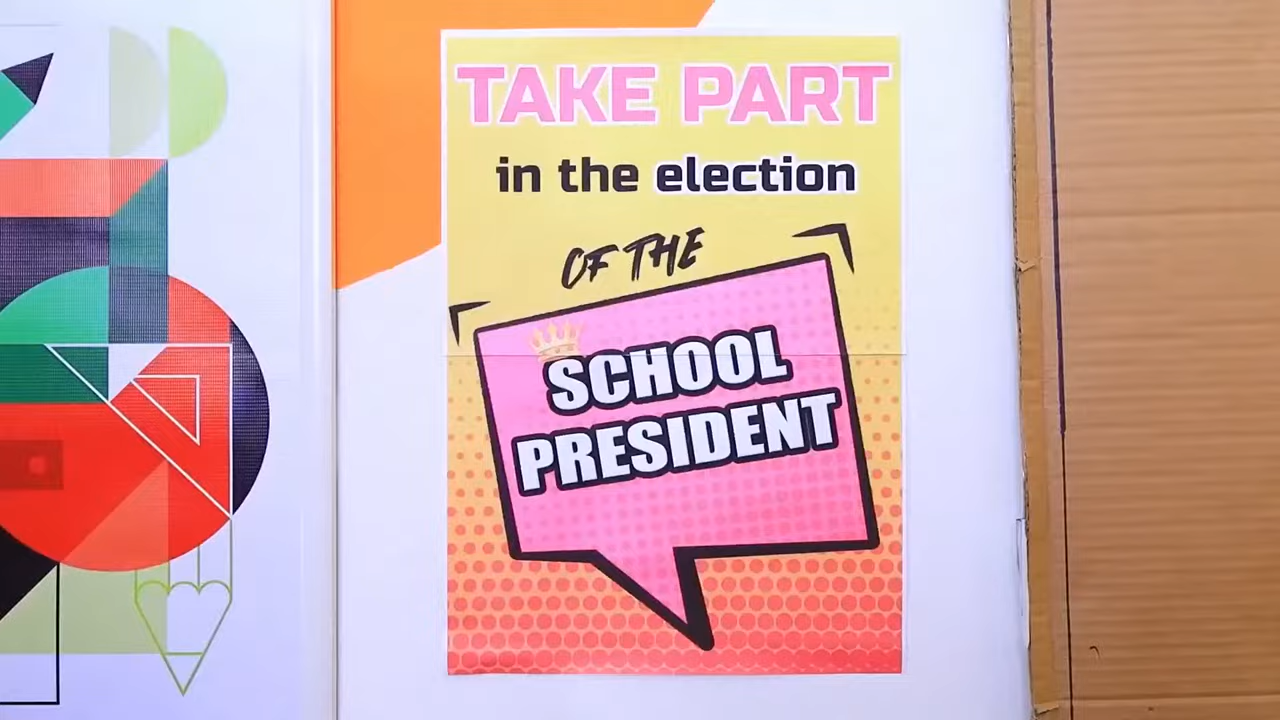 TAKE PART
in the election
OF THE
SCHOOL
PRESIDENT